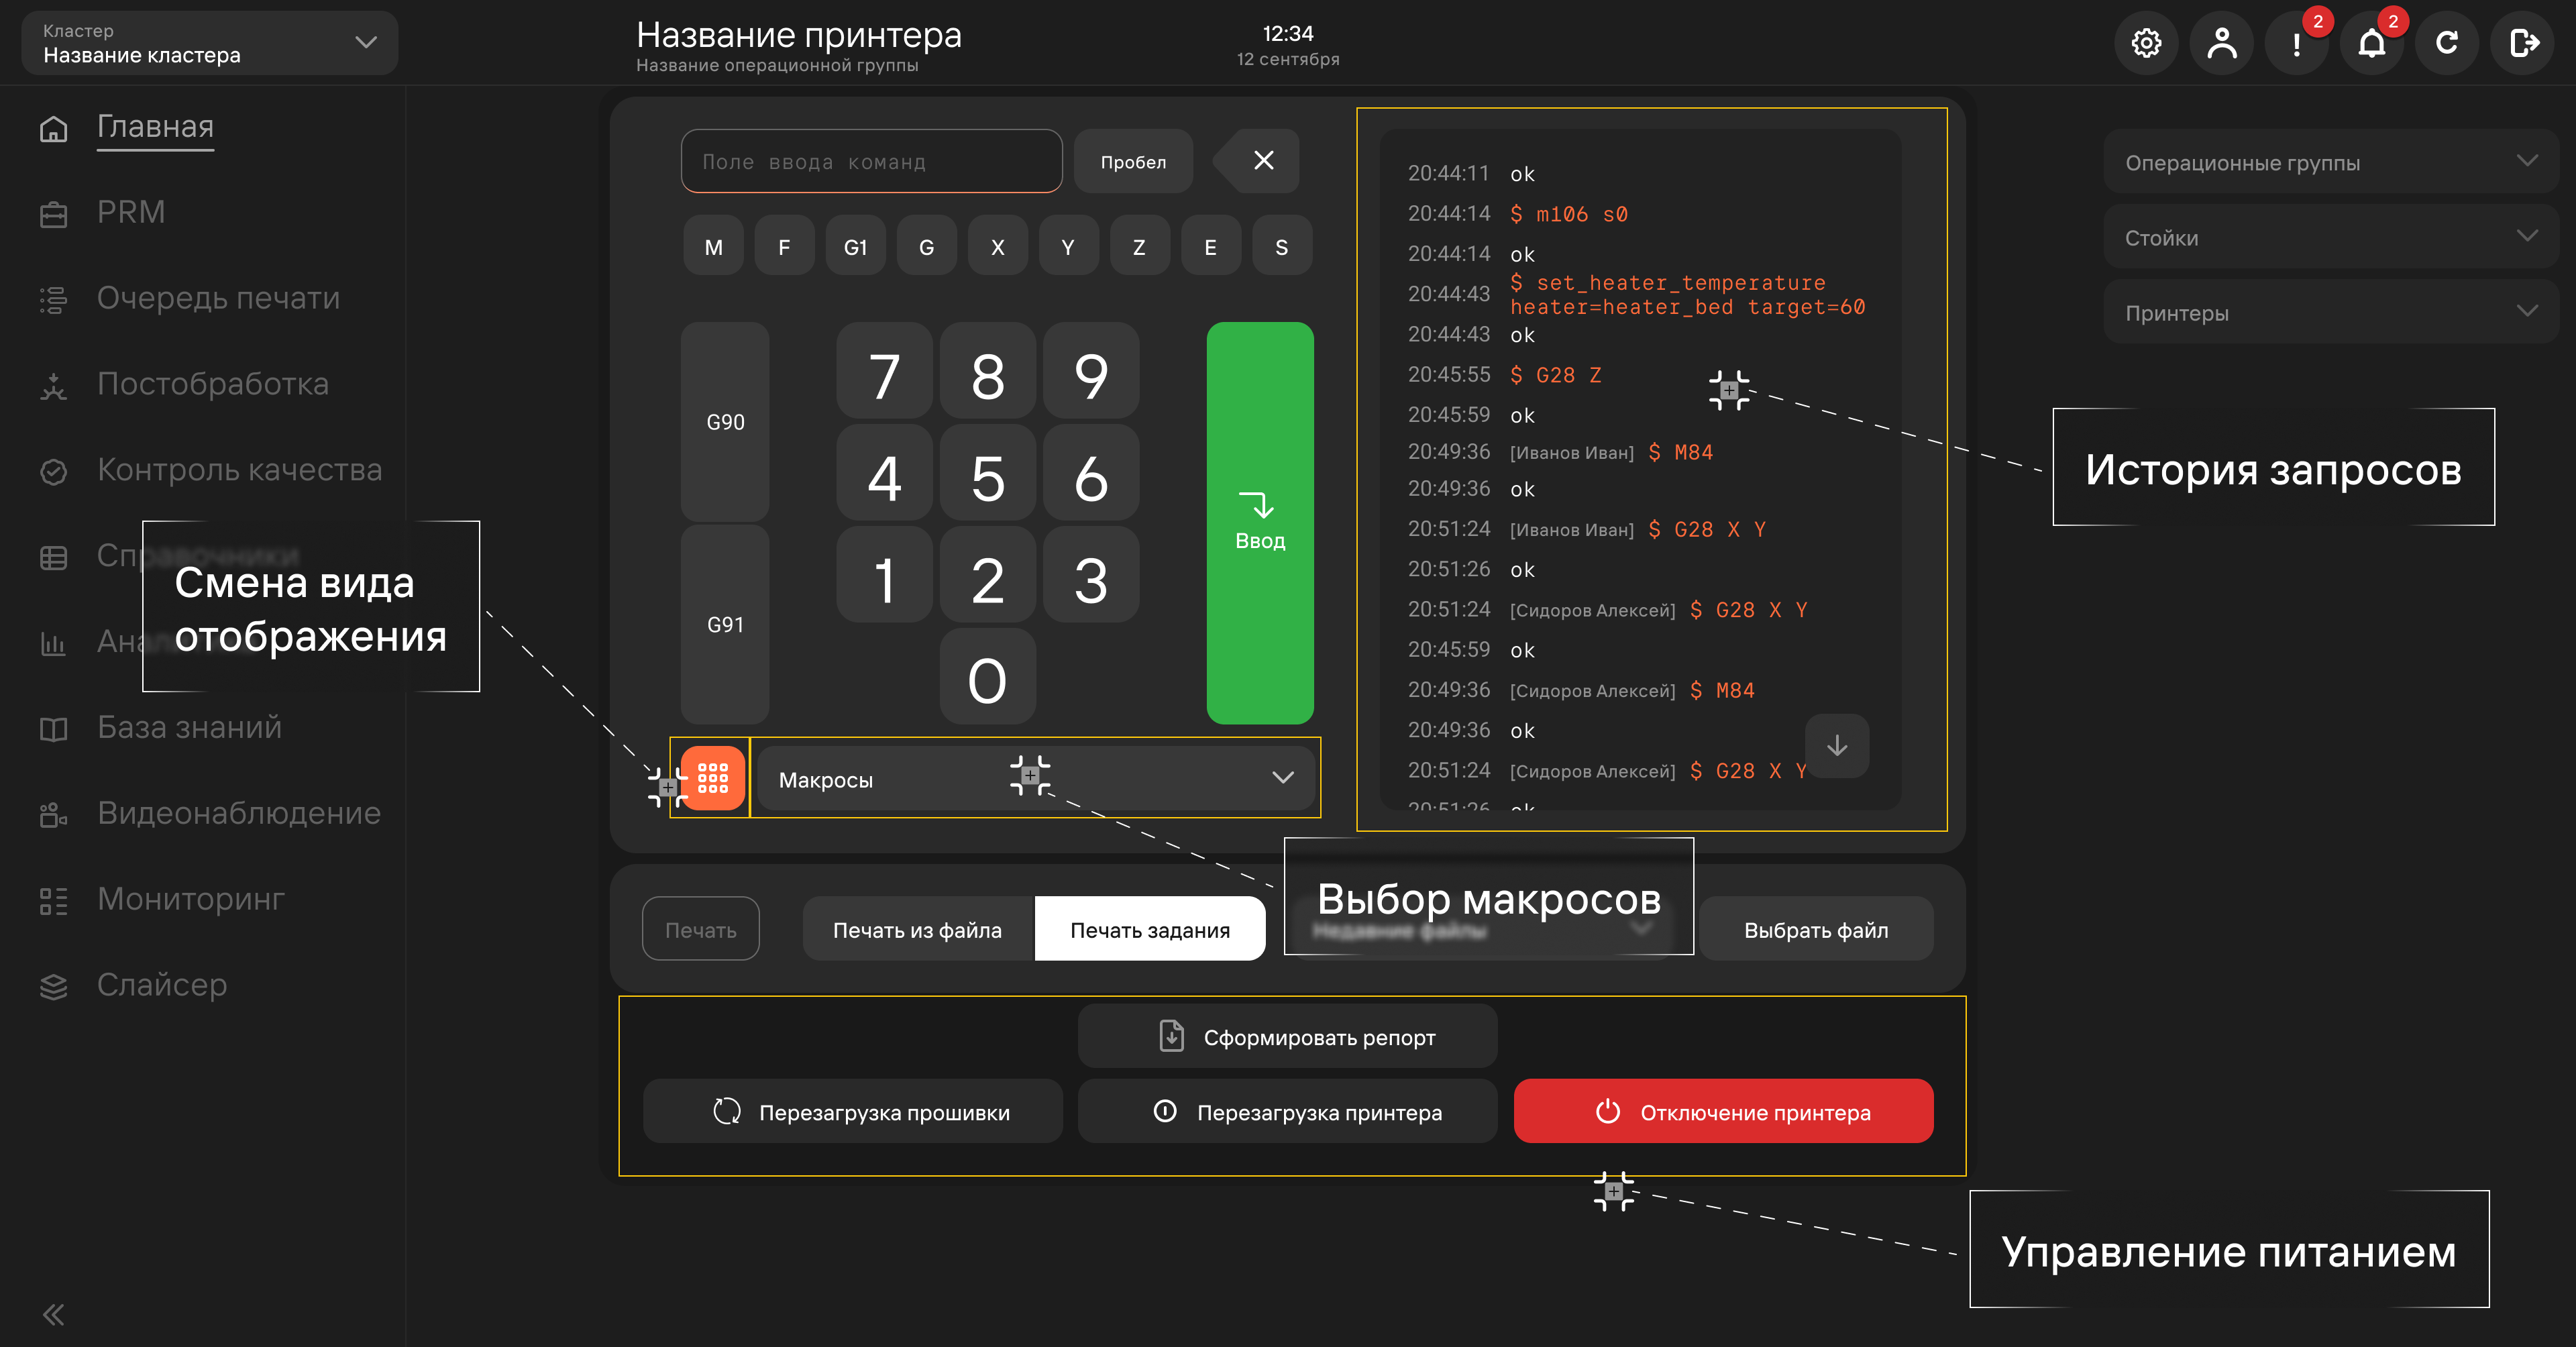 Кластер
Название кластера
Название принтера
Название операционной группы
12:34
12 сентября
2
2
Главная
PRM
Очередь печати
Постобработка
Контроль качества
База знаний
Видеонаблюдение
Мониторинг
Слайсер
Смена вида
отображения
Поле ввода команд
Пробел
M F G1 G X Y Z E S
G90
G91
7 8 9
4 5 6
1 2 3
0
Ввод
Макросы
20:44:11 ok
20:44:14 $ m106 s0
20:44:14 ok
20:44:43 $ set_heater_temperature
heater=heater_bed target=60
20:44:43 ok
20:45:55 $ G28 Z
20:45:59 ok
20:49:36 [Иванов Иван] $ M84
20:49:36 ok
20:51:24 [Иванов Иван] $ G28 X Y
20:51:26 ok
20:51:24 [Сидоров Алексей] $ G28 X Y
20:45:59 ok
20:49:36 [Сидоров Алексей] $ M84
20:49:36 ok
20:51:24 [Сидоров Алексей] $ G28 X Y
20:51:26 ok
Операционные группы
Стойки
Принтеры
История запросов
Выбор макросов
Печать
Печать из файла
Печать задания
Недавние файлы
Выбрать файл
Сформировать репорт
Перезагрузка прошивки
Перезагрузка принтера
Отключение принтера
Управление питанием